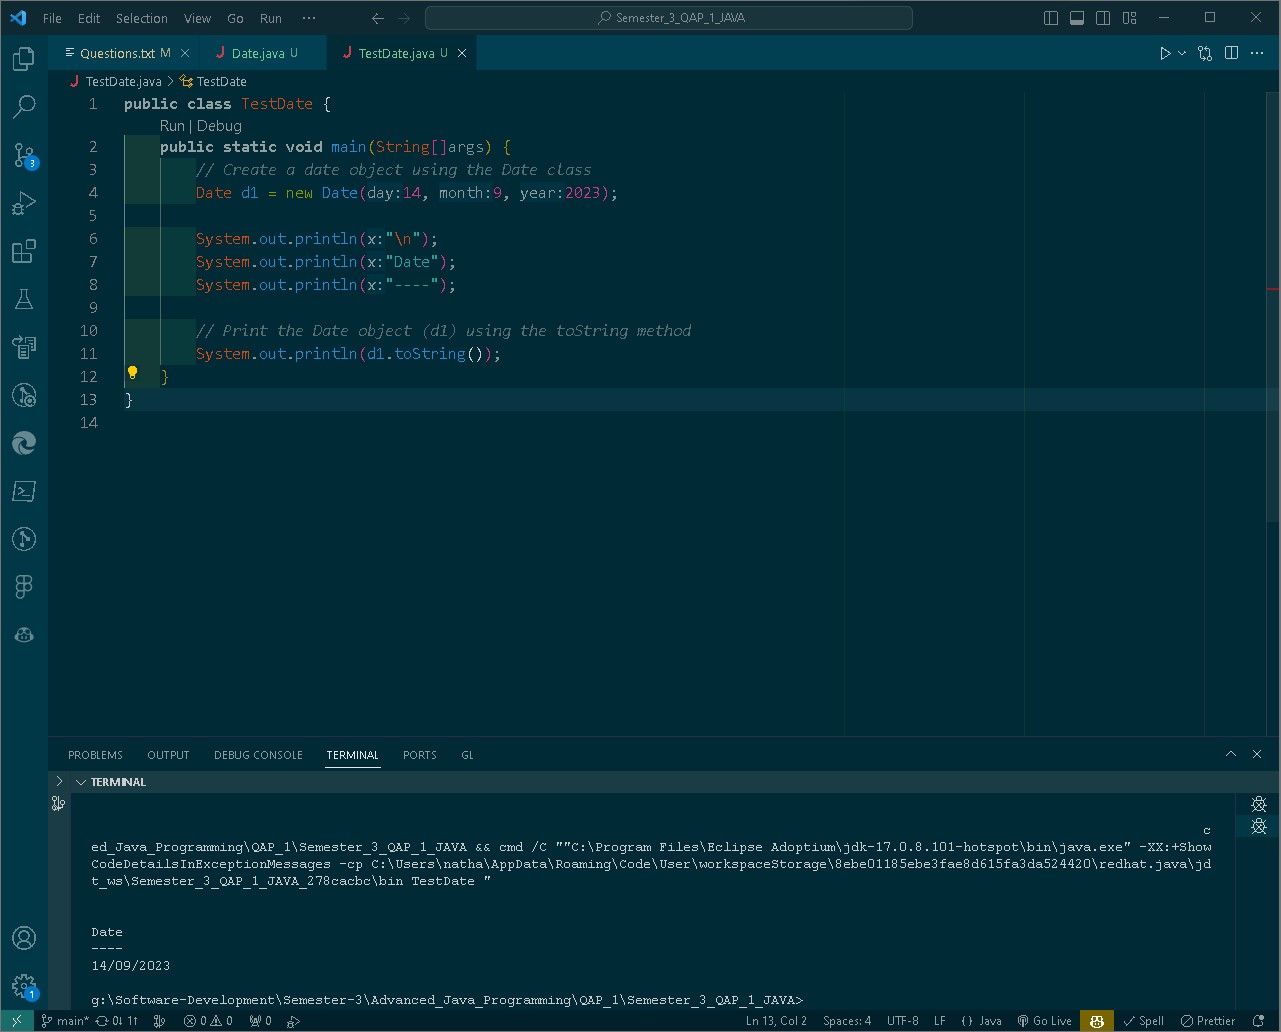 File Edit Selection View Go Run ··· Semester_3_QAP_1_JAVA
Questions.txt M Date.java U TestDate.java U
TestDate.java > TestDate
1 public class TestDate {
Run | Debug
2 public static void main(String[]args) {
3 // Create a date object using the Date class
4 Date d1 = new Date(day:14, month:9, year:2023);
5
6 System.out.println(x:"\n");
7 System.out.println(x:"Date");
8 System.out.println(x:"----");
9
10 // Print the Date object (d1) using the toString method
11 System.out.println(d1.toString());
12 }
13 }
14
3
PROBLEMS OUTPUT DEBUG CONSOLE TERMINAL PORTS GL
TERMINAL
c
ed_Java_Programming\QAP_1\Semester_3_QAP_1_JAVA && cmd /C ""C:\Program Files\Eclipse Adoptium\jdk-17.0.8.101-hotspot\bin\java.exe" -XX:+Show
CodeDetailsInExceptionMessages -cp C:\Users\natha\AppData\Roaming\Code\User\workspaceStorage\8ebe01185ebe3fae8d615fa3da524420\redhat.java\jd
t_ws\Semester_3_QAP_1_JAVA_278cacbc\bin TestDate "
Date
----
14/09/2023
g:\Software-Development\Semester-3\Advanced_Java_Programming\QAP_1\Semester_3_QAP_1_JAVA>
1
main* 0↓ 1↑ 0 0 0 Ln 13, Col 2 Spaces: 4 UTF-8 LF {} Java Go Live Spell Prettier